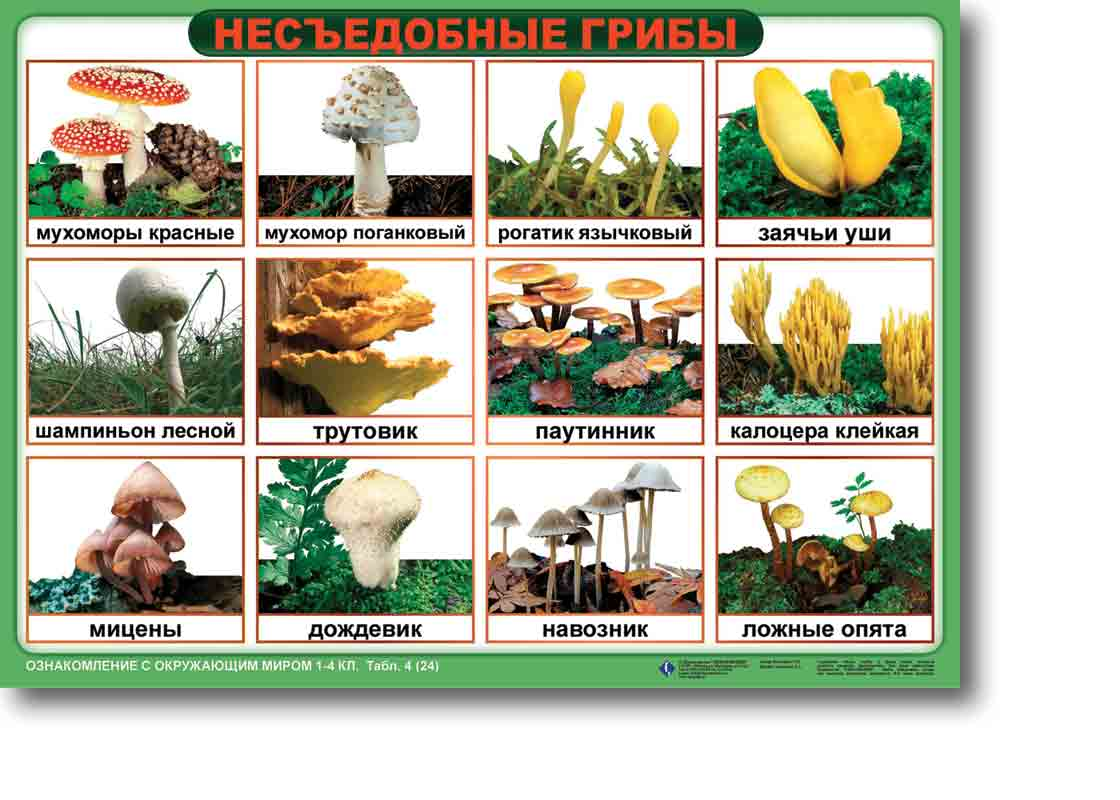 НЕСЪЕДОБНЫЕ ГРИБЫ
мухоморы красные
мухомор поганковый
рогатик язычковый
заячьи уши
шампиньон лесной
трутовик
паутинник
калоцера клейкая
мицены
дождевик
навозник
ложные опята
ОЗНАКОМЛЕНИЕ С ОКРУЖАЮЩИМ МИРОМ 1-4 КЛ. Табл. 4 (24)